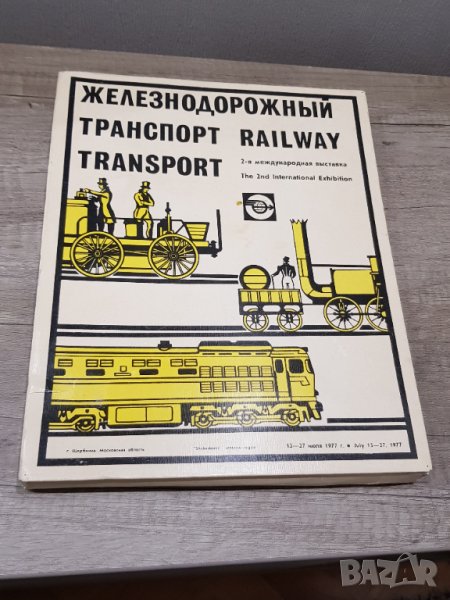 ЖЕЛЕЗНОДОРОЖНЫЙ
ТРАНСПОРТ RAILWAY
TRANSPORT
2-я международная выставка
The 2nd International Exhibition
г. Щербинка Московская область
13—27 июля 1977 г. ● July 13—27, 1977
BAZAR